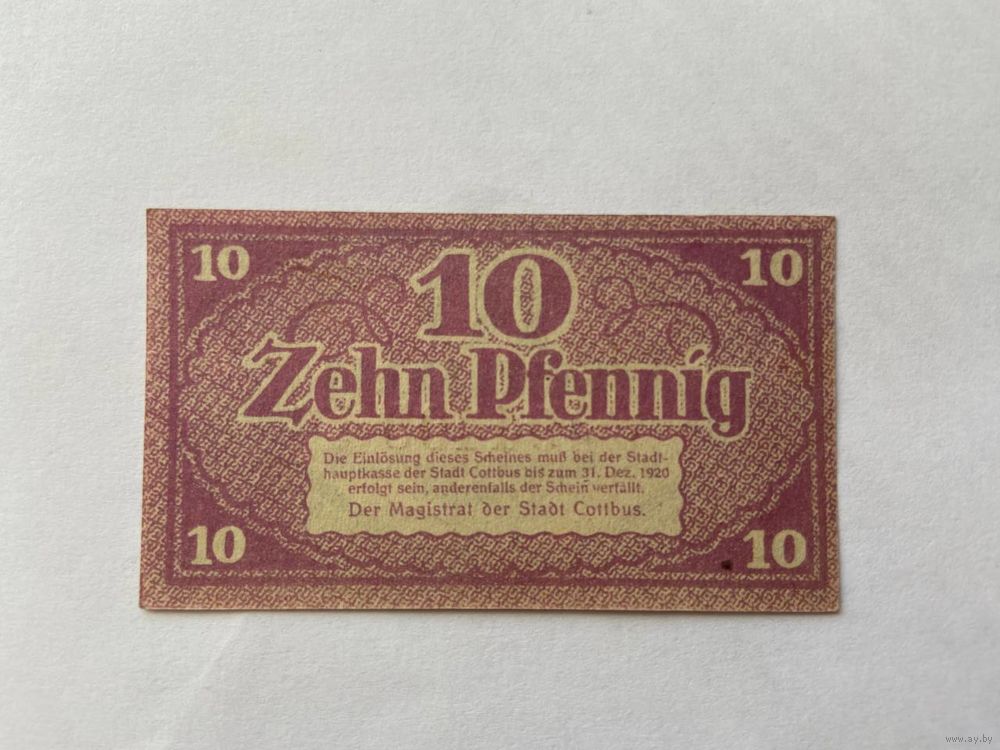 10 10
10
Zehn Pfennig
Die Einlösung dieses Scheines muß bei der Stadt-
hauptkasse der Stadt Cottbus bis zum 31. Dez. 1920
erfolgt sein, anderenfalls der Schein verfällt.
Der Magistrat der Stadt Cottbus.
10 10
www.ay.by